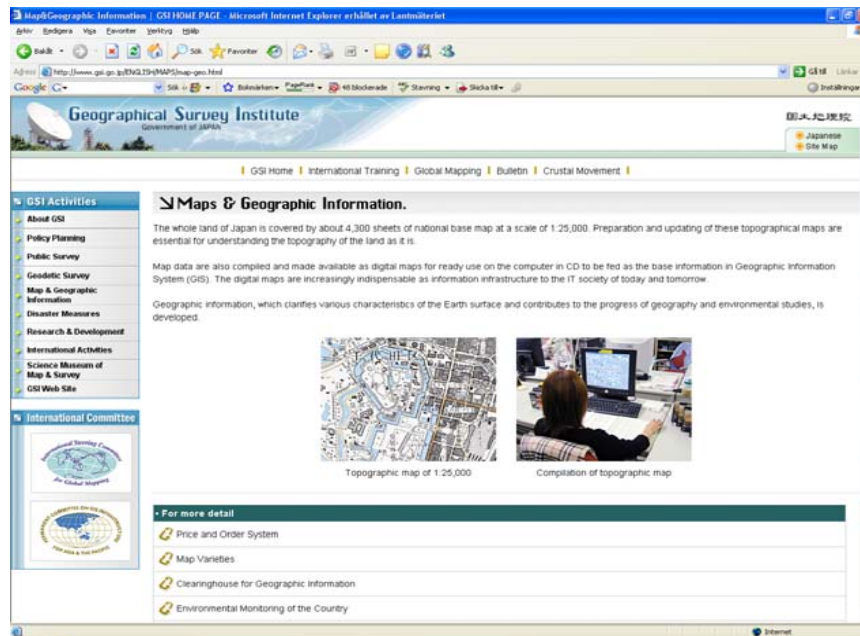 Map&Geographic Information | GSI HOME PAGE - Microsoft Internet Explorer erhållet av Lantmäteriet
Arkiv Redigera Visa Favoriter Verktyg Hjälp
Bakåt Sök Favoriter
Adress http://www.gsi.go.jp/ENGLISH/MAPS/map-geo.html Gå till Länkar
Google G Sök Bokmärken PageRank 48 blockerade Stavning Skicka till Inställningar
Geographical Survey Institute
Government of JAPAN
国土地理院
Japanese
Site Map
GSI Home | International Training | Global Mapping | Bulletin | Crustal Movement |
GSI Activities
About GSI
Policy Planning
Public Survey
Geodetic Survey
Map & Geographic
Information
Disaster Measures
Research & Development
International Activities
Science Museum of
Map & Survey
GSI Web Site
International Committee
International Steering Committee
for Global Mapping
FOR ASIA & THE PACIFIC
Maps & Geographic Information.
The whole land of Japan is covered by about 4,300 sheets of national base map at a scale of 1:25,000. Preparation and updating of these topographical maps are
essential for understanding the topography of the land as it is.
Map data are also compiled and made available as digital maps for ready use on the computer in CD to be fed as the base information in Geographic Information
System (GIS). The digital maps are increasingly indispensable as information infrastructure to the IT society of today and tomorrow.
Geographic information, which clarifies various characteristics of the Earth surface and contributes to the progress of geography and environmental studies, is
developed.
Topographic map of 1:25,000
Compilation of topographic map
• For more detail
Price and Order System
Map Varieties
Clearinghouse for Geographic Information
Environmental Monitoring of the Country
Internet